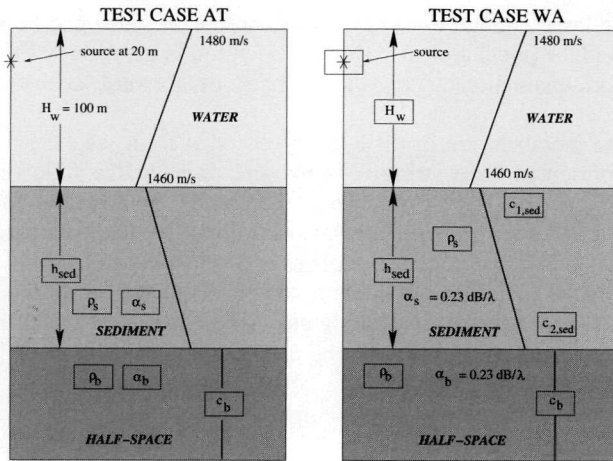 TEST CASE AT
1480 m/s
source at 20 m
H_w = 100 m
WATER
1460 m/s
h_sed
ρ_s α_s
SEDIMENT
ρ_b α_b
c_b
HALF-SPACE
TEST CASE WA
1480 m/s
source
H_w
WATER
1460 m/s
c_1,sed
ρ_s
h_sed
α_s = 0.23 dB/λ
c_2,sed
SEDIMENT
ρ_b α_b = 0.23 dB/λ
c_b
HALF-SPACE